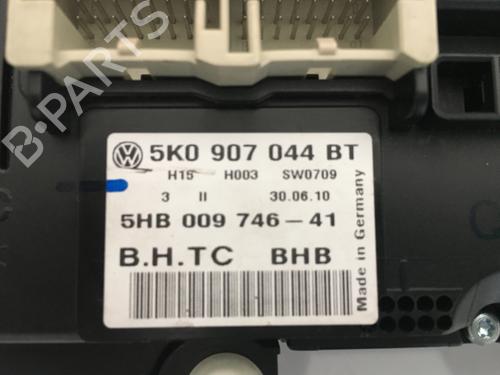 B-PARTS
5K0 907 044 BT
H15 H003 SW0709
3 II 30.06.10
5HB 009 746-41
B.H.TC BHB
Made in Germany